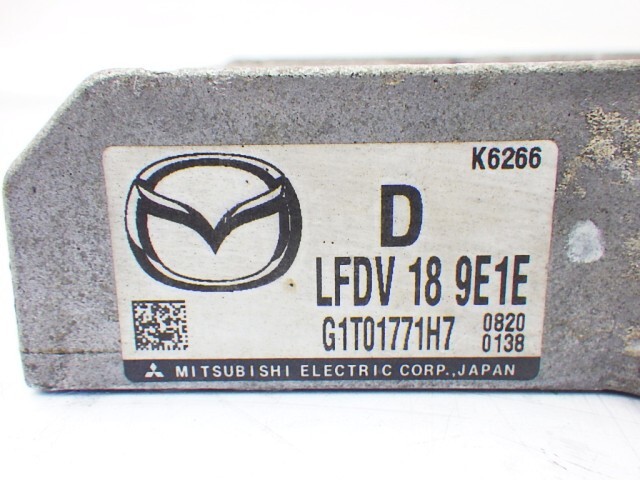 K6266
D
LFDV 18 9E1E
G1T01771H7 0820
0138
MITSUBISHI ELECTRIC CORP., JAPAN